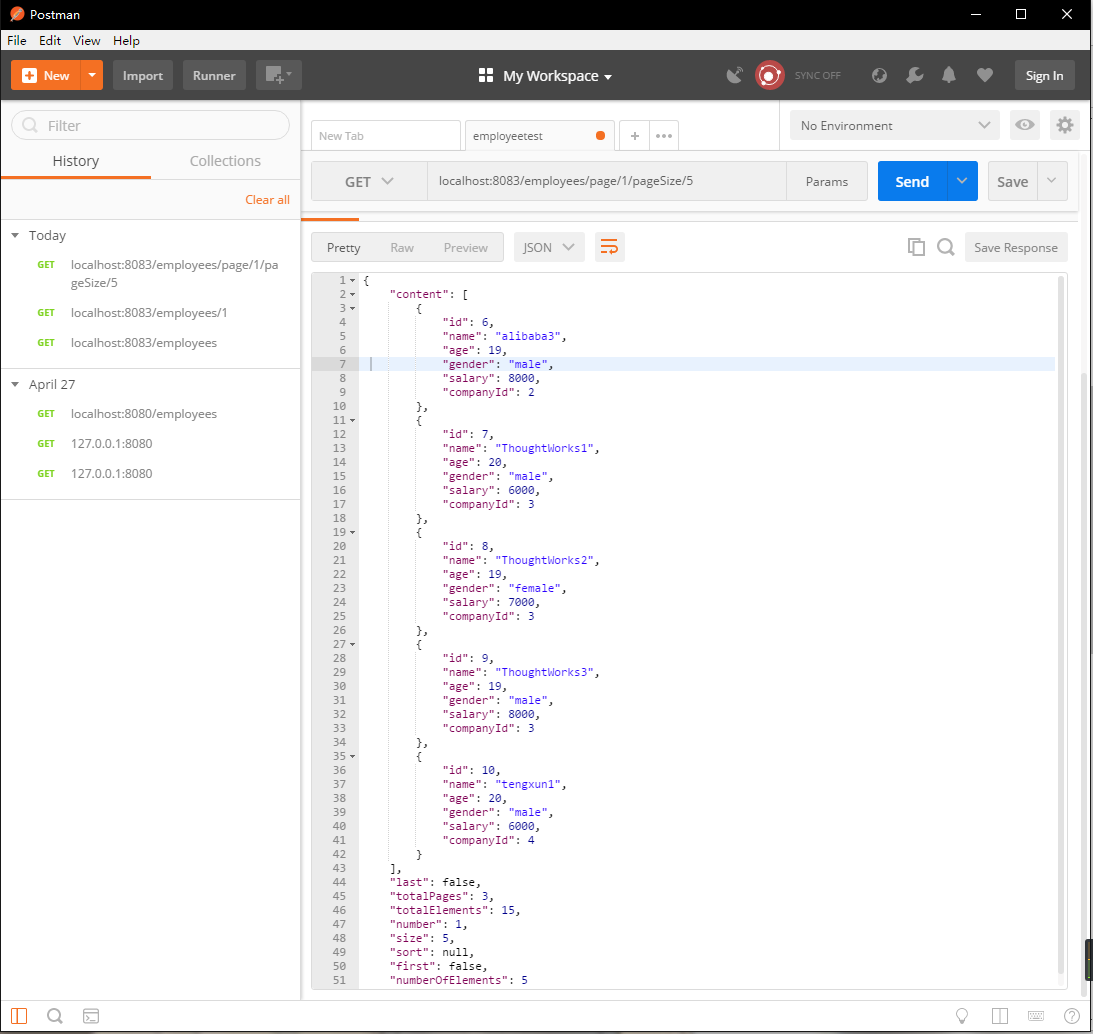 Postman
File Edit View Help
New Import Runner My Workspace SYNC OFF Sign In
Filter
History Collections
Clear all
Today
GET localhost:8083/employees/page/1/pa
geSize/5
GET localhost:8083/employees/1
GET localhost:8083/employees
April 27
GET localhost:8080/employees
GET 127.0.0.1:8080
GET 127.0.0.1:8080
New Tab employeetest + ••• No Environment
GET localhost:8083/employees/page/1/pageSize/5 Params Send Save
Pretty Raw Preview JSON Save Response
1 {
2 "content": [
3 {
4 "id": 6,
5 "name": "alibaba3",
6 "age": 19,
7 "gender": "male",
8 "salary": 8000,
9 "companyId": 2
10 },
11 {
12 "id": 7,
13 "name": "ThoughtWorks1",
14 "age": 20,
15 "gender": "male",
16 "salary": 6000,
17 "companyId": 3
18 },
19 {
20 "id": 8,
21 "name": "ThoughtWorks2",
22 "age": 19,
23 "gender": "female",
24 "salary": 7000,
25 "companyId": 3
26 },
27 {
28 "id": 9,
29 "name": "ThoughtWorks3",
30 "age": 19,
31 "gender": "male",
32 "salary": 8000,
33 "companyId": 3
34 },
35 {
36 "id": 10,
37 "name": "tengxun1",
38 "age": 20,
39 "gender": "male",
40 "salary": 6000,
41 "companyId": 4
42 }
43 ],
44 "last": false,
45 "totalPages": 3,
46 "totalElements": 15,
47 "number": 1,
48 "size": 5,
49 "sort": null,
50 "first": false,
51 "numberOfElements": 5